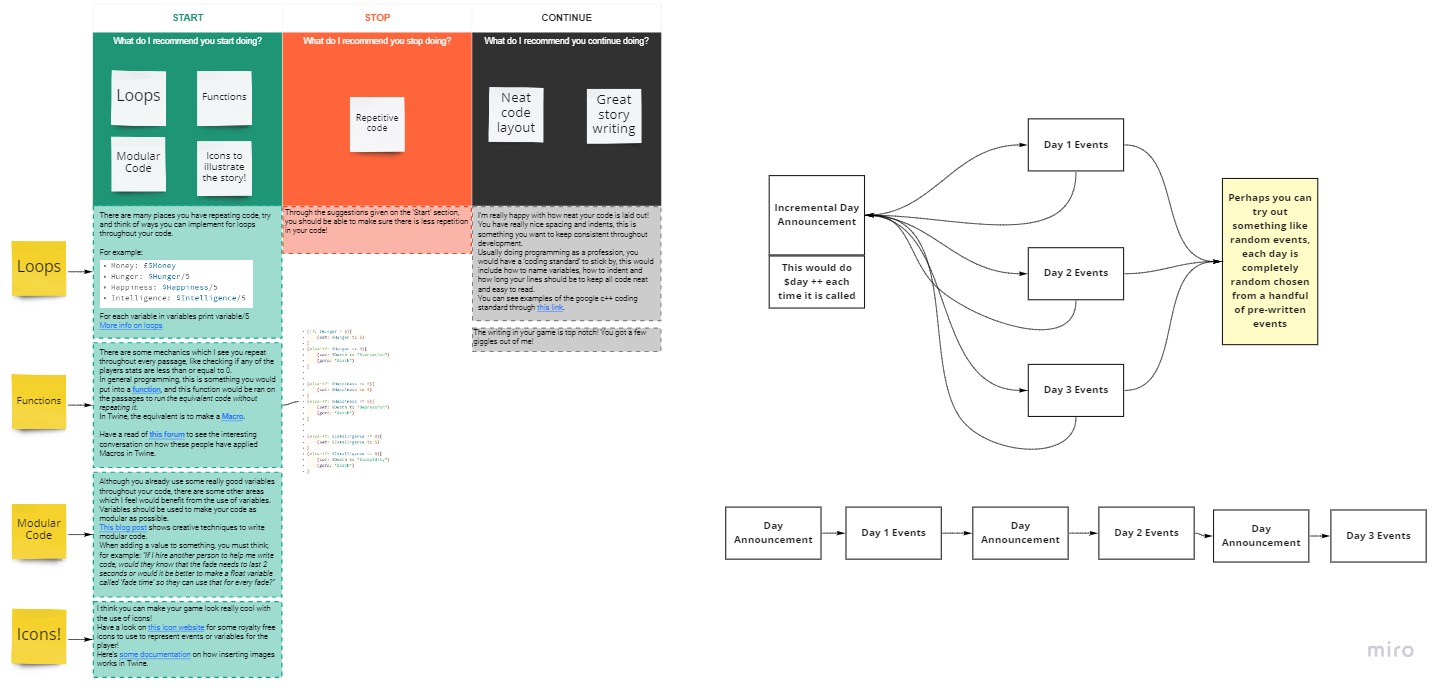 START
STOP
CONTINUE
What do I recommend you start doing?
What do I recommend you stop doing?
What do I recommend you continue doing?
Loops
Functions
Modular
Code
Icons to
illustrate
the story!
Repetitive
code
Neat
code
layout
Great
story
writing
Loops
There are many places you have repeating code, try
and think of ways you can implement for loops
throughout your code.
For example:
• Money: £$Money
• Hunger: $Hunger/5
• Happiness: $Happiness/5
• Intelligence: $Intelligence/5
For each variable in variables print variable/5
More info on loops
Through the suggestions given on the 'Start' section,
you should be able to make sure there is less repetition
in your code!
I'm really happy with how neat your code is laid out!
You have really nice spacing and indents, this is
something you want to keep consistent throughout
development.
Usually doing programming as a profession, you
would have a 'coding standard' to stick by, this would
include how to name variables, how to indent and
how long your lines should be to keep all code neat
and easy to read.
You can see examples of the google c++ coding
standard through this link.
The writing in your game is top notch! You got a few
giggles out of me!
Functions
There are some mechanics which I see you repeat
throughout every passage, like checking if any of the
players stats are less than or equal to 0.
In general programming, this is something you would
put into a function, and this function would be ran on
the passages to run the equivalent code without
repeating it.
In Twine, the equivalent is to make a Macro.
Have a read of this forum to see the interesting
conversation on how these people have applied
Macros in Twine.
Modular
Code
Although you already use some really good variables
throughout your code, there are some other areas
which I feel would benefit from the use of variables.
Variables should be used to make your code as
modular as possible.
This blog post shows creative techniques to write
modular code.
When adding a value to something, you must think;
for example: "If I hire another person to help me write
code, would they know that the fade needs to last 2
seconds or would it be better to make a float variable
called 'fade time' so they can use that for every fade?"
Icons!
I think you can make your game look really cool with
the use of icons!
Have a look on this icon website for some royalty free
icons to use to represent events or variables for the
player!
Here's some documentation on how inserting images
works in Twine.
Incremental Day
Announcement
This would do
$day ++ each
time it is called
Day 1 Events
Day 2 Events
Day 3 Events
Perhaps you can
try out
something like
random events,
each day is
completely
random chosen
from a handful
of pre-written
events
Day
Announcement
Day 1 Events
Day
Announcement
Day 2 Events
Day
Announcement
Day 3 Events
miro